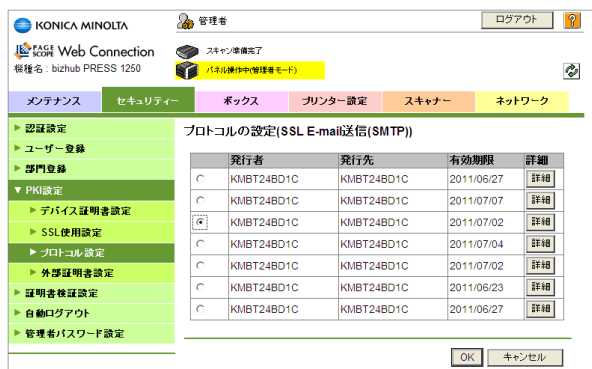 KONICA MINOLTA
管理者
ログアウト
?
PAGE SCOPE Web Connection
スキャン準備完了
機種名 : bizhub PRESS 1250
パネル操作中(管理者モード)
メンテナンス
セキュリティー
ボックス
プリンター設定
スキャナー
ネットワーク
認証設定
ユーザー登録
部門登録
PKI設定
デバイス証明書設定
SSL使用設定
プロトコル設定
外部証明書設定
証明書検証設定
自動ログアウト
管理者パスワード設定
プロトコルの設定(SSL E-mail送信(SMTP))
発行者 発行先 有効期限 詳細
KMBT24BD1C KMBT24BD1C 2011/06/27 詳細
KMBT24BD1C KMBT24BD1C 2011/07/07 詳細
KMBT24BD1C KMBT24BD1C 2011/07/02 詳細
KMBT24BD1C KMBT24BD1C 2011/07/04 詳細
KMBT24BD1C KMBT24BD1C 2011/07/02 詳細
KMBT24BD1C KMBT24BD1C 2011/06/23 詳細
KMBT24BD1C KMBT24BD1C 2011/06/27 詳細
OK
キャンセル